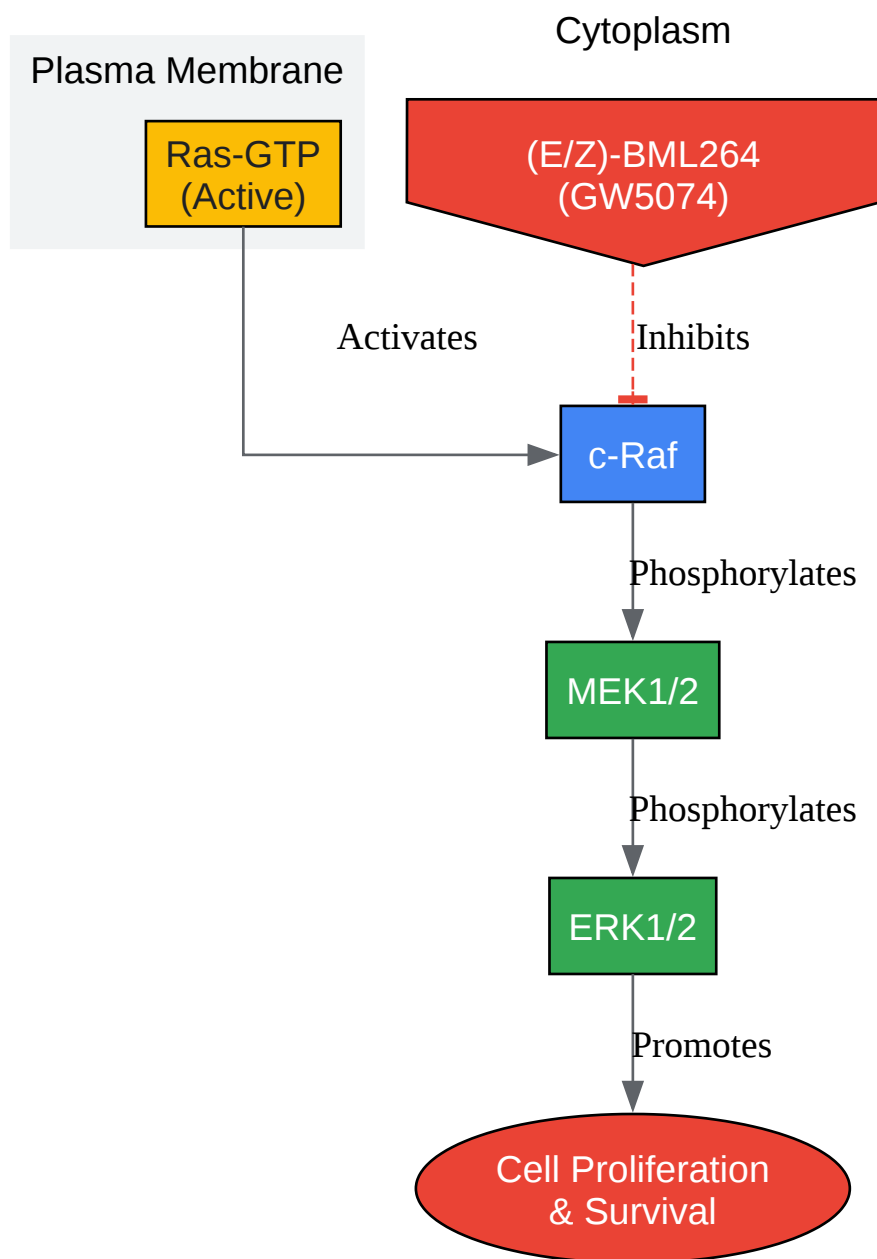 Cytoplasm
Plasma Membrane
Ras-GTP
(Active)
(E/Z)-BML264
(GW5074)
Activates
Inhibits
c-Raf
Phosphorylates
MEK1/2
Phosphorylates
ERK1/2
Promotes
Cell Proliferation
& Survival